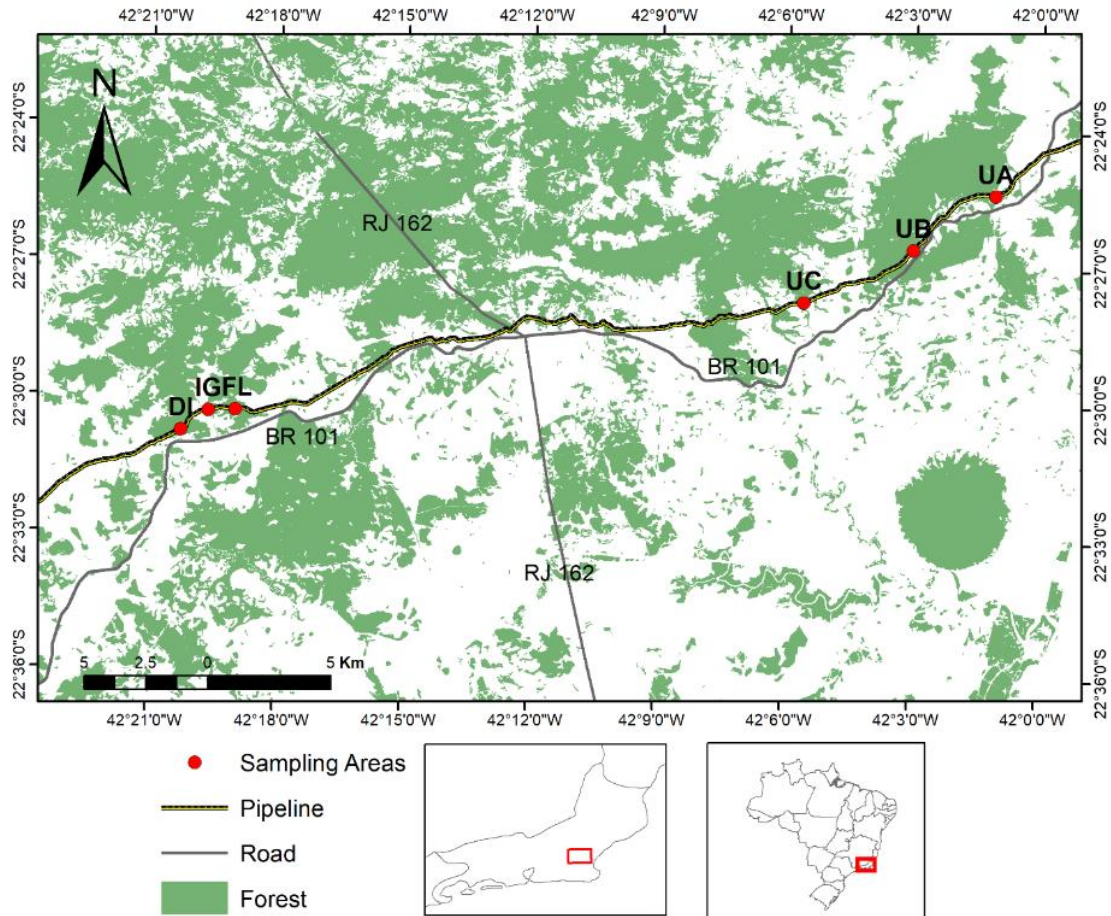 42°21'0"W 42°18'0"W 42°15'0"W 42°12'0"W 42°9'0"W 42°6'0"W 42°3'0"W 42°0'0"W
N
22°24'0"S
22°24'0"S
UA
RJ 162
UB
22°27'0"S
22°27'0"S
UC
BR 101
IGFL
22°30'0"S
22°30'0"S
DI
BR 101
22°33'0"S
22°33'0"S
RJ 162
22°36'0"S
22°36'0"S
5 2.5 0 5 Km
42°21'0"W 42°18'0"W 42°15'0"W 42°12'0"W 42°9'0"W 42°6'0"W 42°3'0"W 42°0'0"W
Sampling Areas
Pipeline
Road
Forest